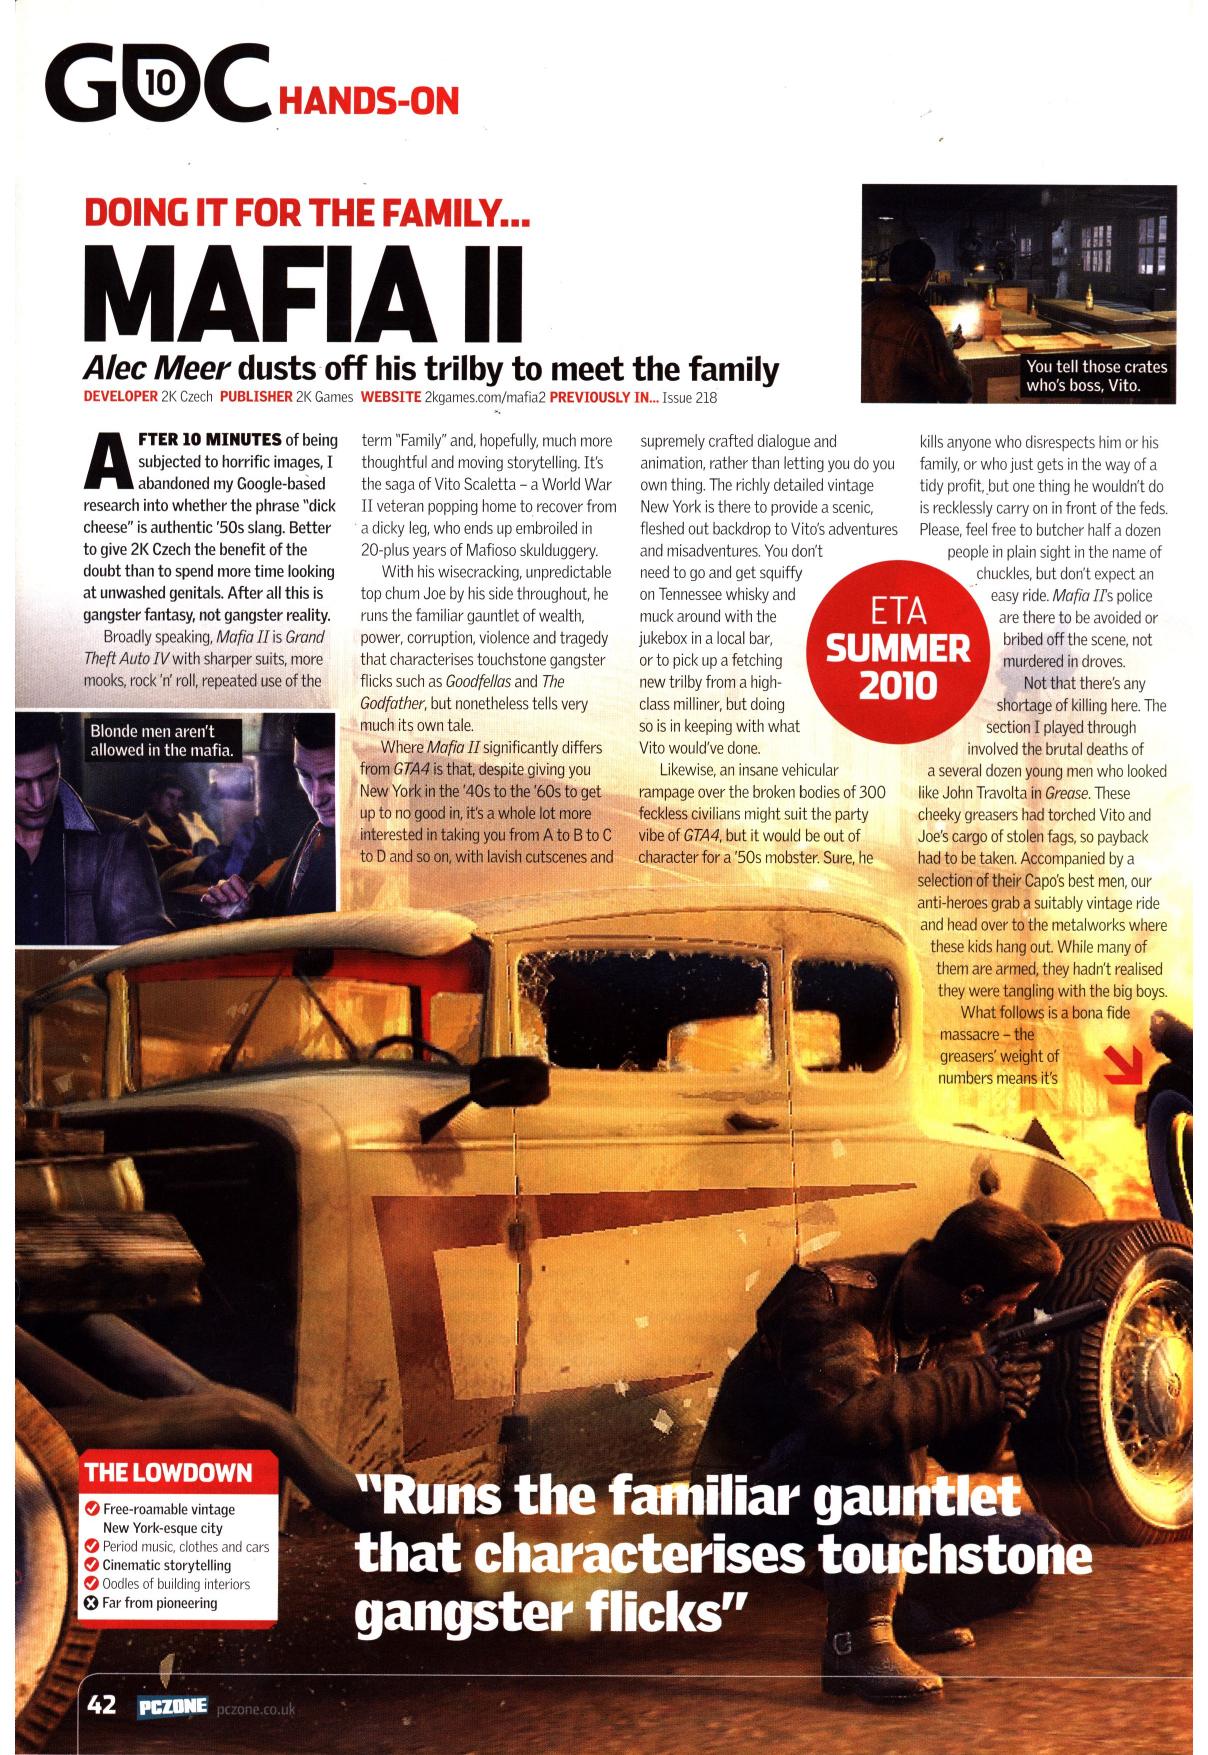 GDC 10 HANDS-ON
DOING IT FOR THE FAMILY...
MAFIA II
Alec Meer dusts off his trilby to meet the family
DEVELOPER 2K Czech PUBLISHER 2K Games WEBSITE 2kgames.com/mafia2 PREVIOUSLY IN... Issue 218
You tell those crates
who's boss, Vito.
AFTER 10 MINUTES of being
subjected to horrific images, I
abandoned my Google-based
research into whether the phrase "dick
cheese" is authentic '50s slang. Better
to give 2K Czech the benefit of the
doubt than to spend more time looking
at unwashed genitals. After all this is
gangster fantasy, not gangster reality.
Broadly speaking, Mafia II is Grand
Theft Auto IV with sharper suits, more
mooks, rock 'n' roll, repeated use of the
Blonde men aren't
allowed in the mafia.
term "Family" and, hopefully, much more
thoughtful and moving storytelling. It's
the saga of Vito Scaletta – a World War
II veteran popping home to recover from
a dicky leg, who ends up embroiled in
20-plus years of Mafioso skulduggery.
With his wisecracking, unpredictable
top chum Joe by his side throughout, he
runs the familiar gauntlet of wealth,
power, corruption, violence and tragedy
that characterises touchstone gangster
flicks such as Goodfellas and The
Godfather, but nonetheless tells very
much its own tale.
Where Mafia II significantly differs
from GTA4 is that, despite giving you
New York in the '40s to the '60s to get
up to no good in, it's a whole lot more
interested in taking you from A to B to C
to D and so on, with lavish cutscenes and
supremely crafted dialogue and
animation, rather than letting you do you
own thing. The richly detailed vintage
New York is there to provide a scenic,
fleshed out backdrop to Vito's adventures
and misadventures. You don't
need to go and get squiffy
on Tennessee whisky and
muck around with the
jukebox in a local bar,
or to pick up a fetching
new trilby from a high-
class milliner, but doing
so is in keeping with what
Vito would've done.
Likewise, an insane vehicular
rampage over the broken bodies of 300
feckless civilians might suit the party
vibe of GTA4, but it would be out of
character for a '50s mobster. Sure, he
ETA
SUMMER
2010
kills anyone who disrespects him or his
family, or who just gets in the way of a
tidy profit, but one thing he wouldn't do
is recklessly carry on in front of the feds.
Please, feel free to butcher half a dozen
people in plain sight in the name of
chuckles, but don't expect an
easy ride. Mafia II's police
are there to be avoided or
bribed off the scene, not
murdered in droves.
Not that there's any
shortage of killing here. The
section I played through
involved the brutal deaths of
a several dozen young men who looked
like John Travolta in Grease. These
cheeky greasers had torched Vito and
Joe's cargo of stolen fags, so payback
had to be taken. Accompanied by a
selection of their Capo's best men, our
anti-heroes grab a suitably vintage ride
and head over to the metalworks where
these kids hang out. While many of
them are armed, they hadn't realised
they were tangling with the big boys.
What follows is a bona fide
massacre – the
greasers' weight of
numbers means it's
THE LOWDOWN
Free-roamable vintage
New York-esque city
Period music, clothes and cars
Cinematic storytelling
Oodles of building interiors
Far from pioneering
"Runs the familiar gauntlet
that characterises touchstone
gangster flicks"
42 PCZONE pczone.co.uk